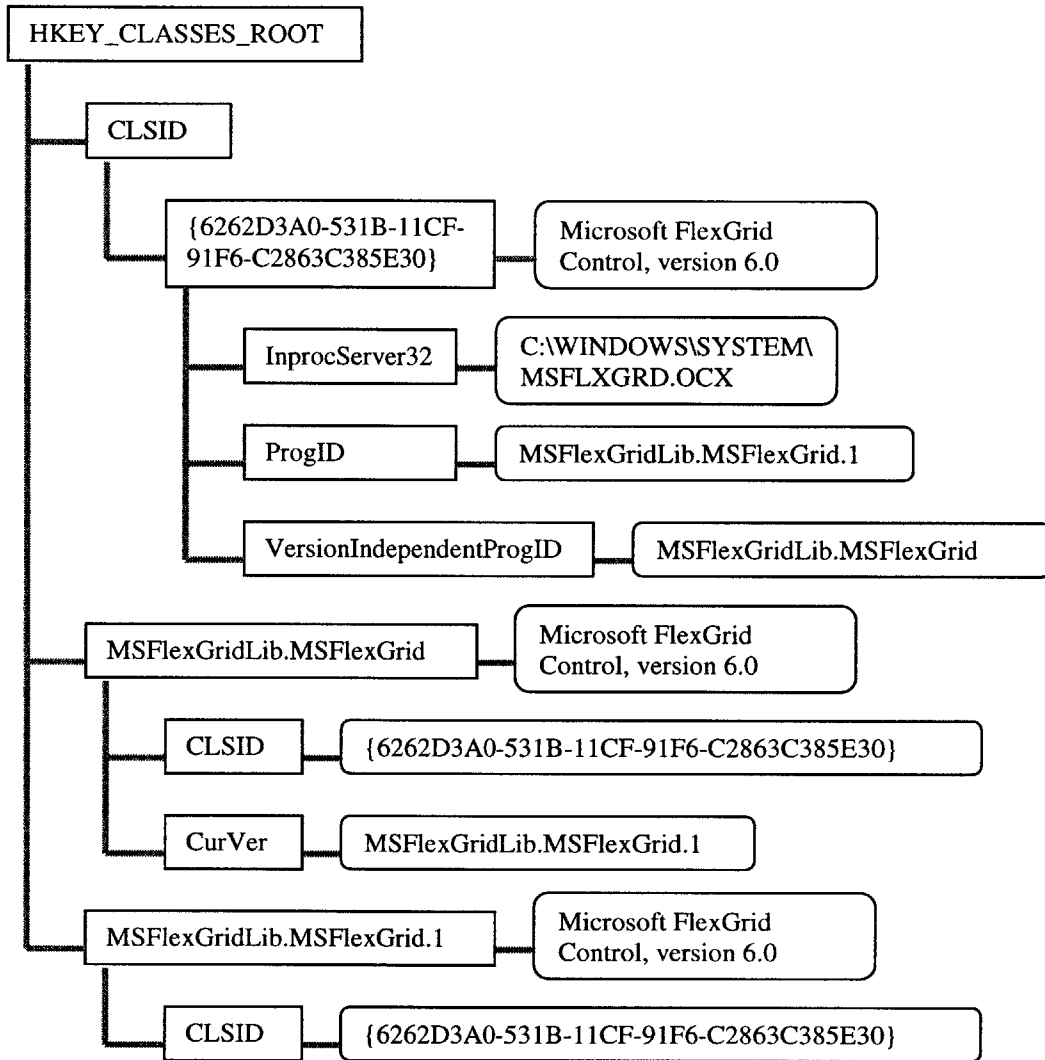 HKEY_CLASSES_ROOT
CLSID
{6262D3A0-531B-11CF-
91F6-C2863C385E30}
Microsoft FlexGrid
Control, version 6.0
InprocServer32
C:\WINDOWS\SYSTEM\
MSFLXGRD.OCX
ProgID
MSFlexGridLib.MSFlexGrid.1
VersionIndependentProgID
MSFlexGridLib.MSFlexGrid
MSFlexGridLib.MSFlexGrid
Microsoft FlexGrid
Control, version 6.0
CLSID
{6262D3A0-531B-11CF-91F6-C2863C385E30}
CurVer
MSFlexGridLib.MSFlexGrid.1
MSFlexGridLib.MSFlexGrid.1
Microsoft FlexGrid
Control, version 6.0
CLSID
{6262D3A0-531B-11CF-91F6-C2863C385E30}